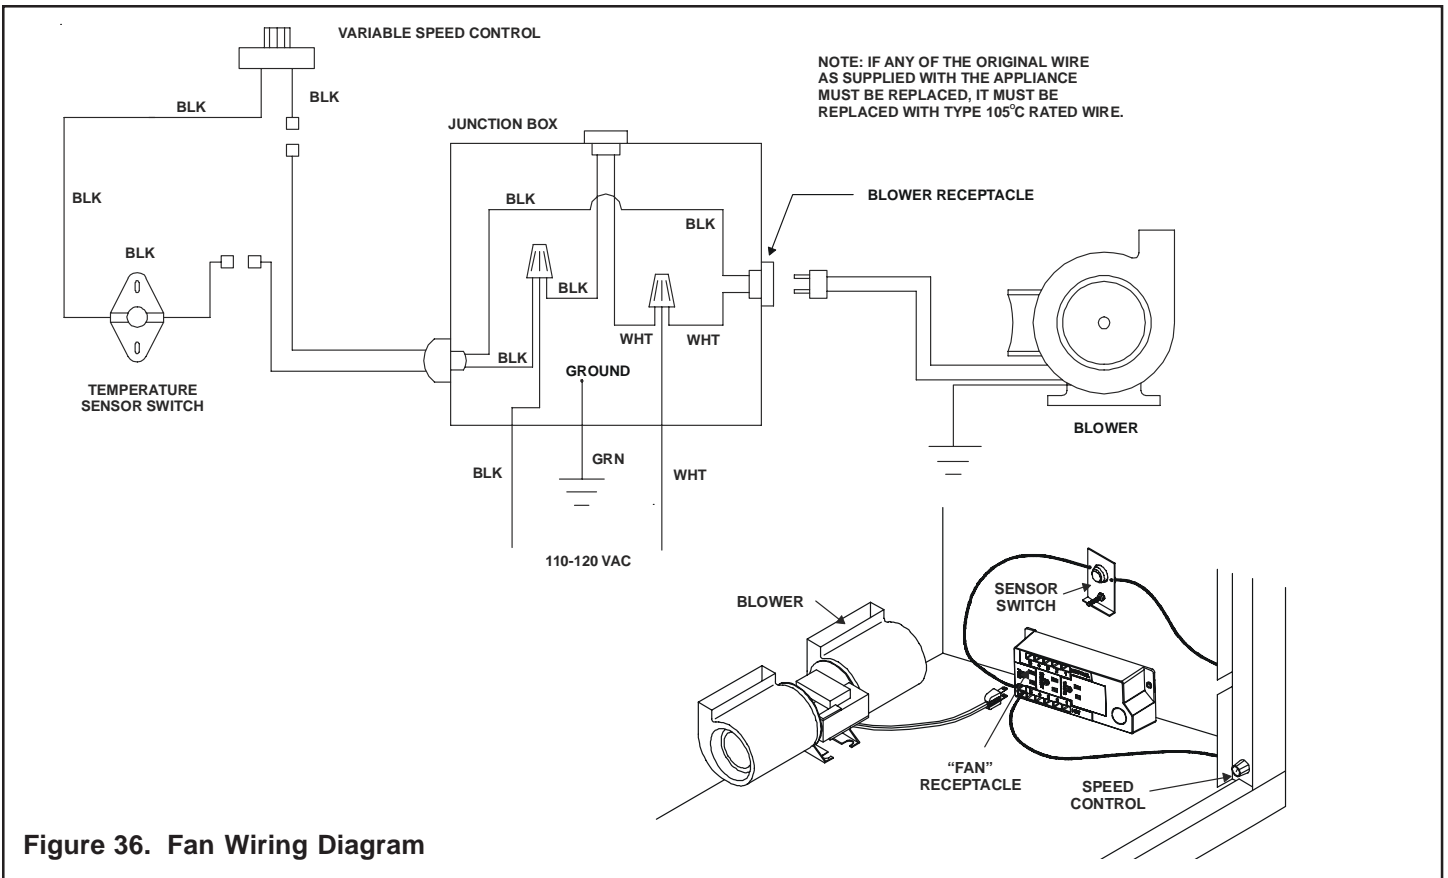 VARIABLE SPEED CONTROL
NOTE: IF ANY OF THE ORIGINAL WIRE
AS SUPPLIED WITH THE APPLIANCE
MUST BE REPLACED, IT MUST BE
REPLACED WITH TYPE 105°C RATED WIRE.
BLK
BLK
JUNCTION BOX
BLK
BLK
BLOWER RECEPTACLE
BLK
BLK
BLK
WHT
WHT
BLK
GROUND
TEMPERATURE
SENSOR SWITCH
BLOWER
BLK
GRN
WHT
110-120 VAC
BLOWER
SENSOR
SWITCH
“FAN”
RECEPTACLE
SPEED
CONTROL
Figure 36. Fan Wiring Diagram